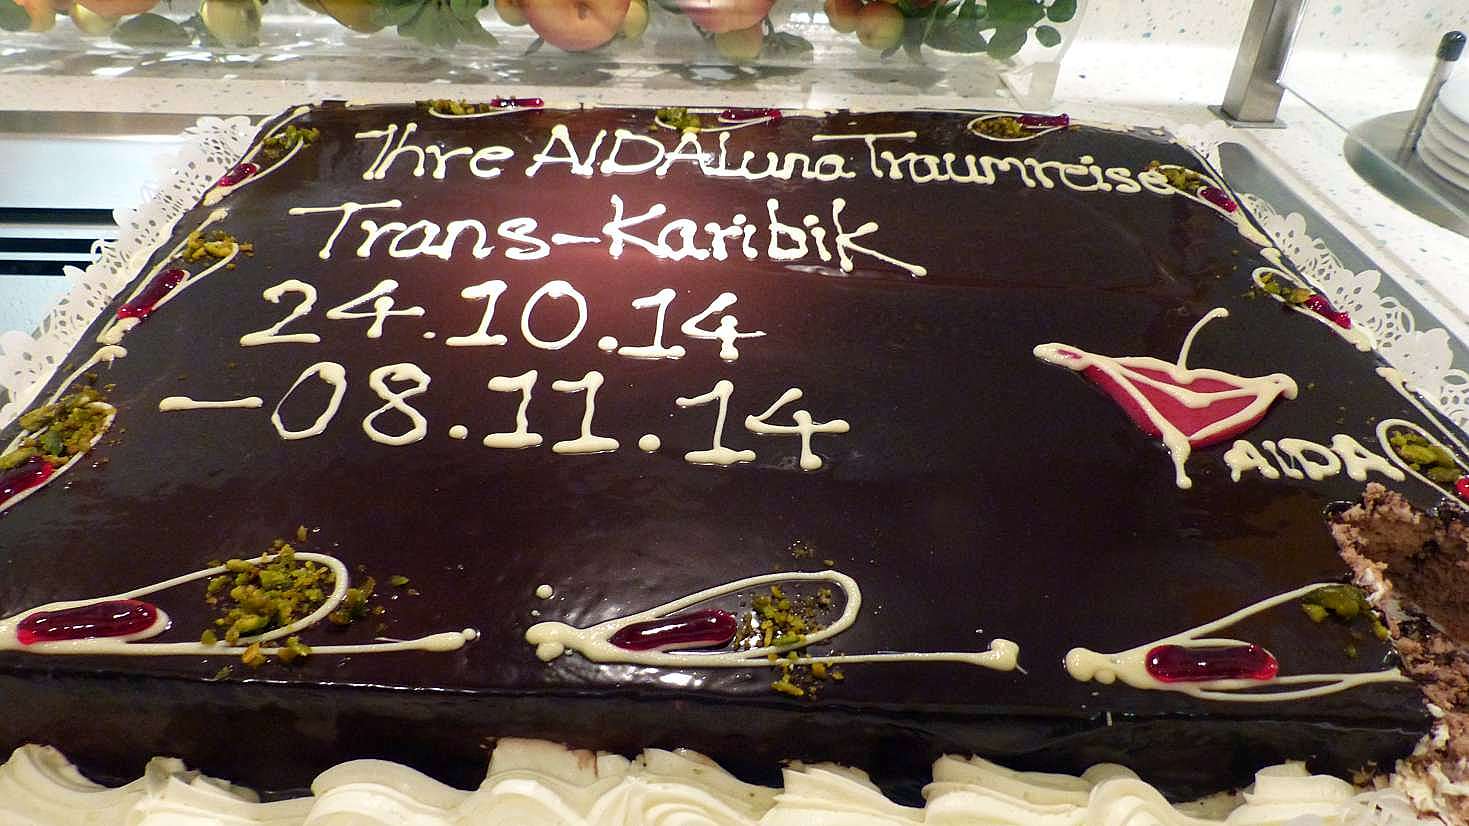 Ihre AIDALuna Traumreise
Trans-Karibik
24.10.14
-08.11.14
AIDA